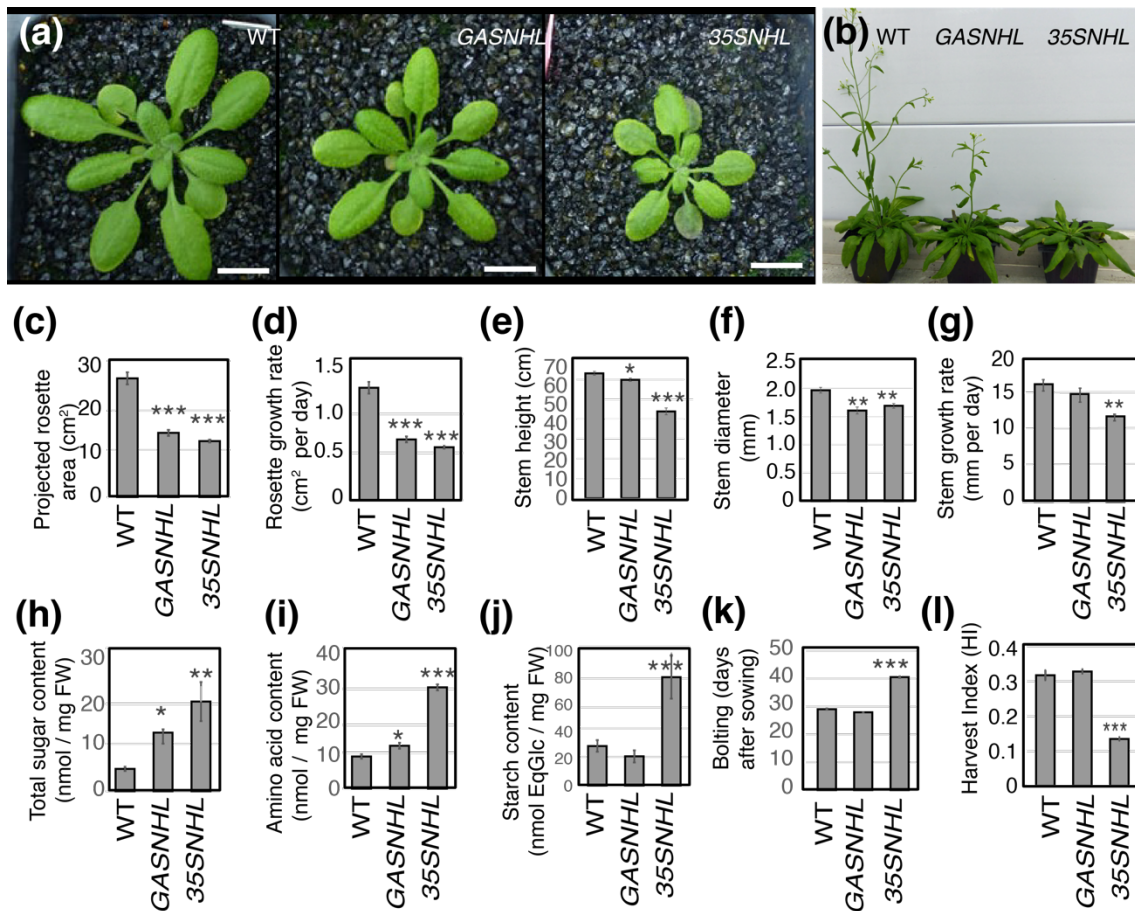 (a) WT GASNHL 35SNHL
(b) WT GASNHL 35SNHL
(c)
Projected rosette
area (cm²)
30
20
10
0
***
***
WT
GASNHL
35SNHL
(d)
Rosette growth rate
(cm² per day)
1.5
1.0
0.5
0
***
***
WT
GASNHL
35SNHL
(e)
Stem height (cm)
70
60
50
40
30
20
10
0
*
***
WT
GASNHL
35SNHL
(f)
Stem diameter
(mm)
2.5
2.0
1.5
1.0
0.5
0
**
**
WT
GASNHL
35SNHL
(g)
Stem growth rate
(mm per day)
20
15
10
5
0
**
WT
GASNHL
35SNHL
(h)
Total sugar content
(nmol / mg FW)
30
20
10
0
*
**
WT
GASNHL
35SNHL
(i)
Amino acid content
(nmol / mg FW)
40
30
20
10
0
*
***
WT
GASNHL
35SNHL
(j)
Starch content
(nmol EqGlc / mg FW)
100
80
60
40
20
0
***
WT
GASNHL
35SNHL
(k)
Bolting (days
after sowing)
50
40
30
20
10
0
***
WT
GASNHL
35SNHL
(l)
Harvest Index (HI)
0.4
0.3
0.2
0.1
0
***
WT
GASNHL
35SNHL